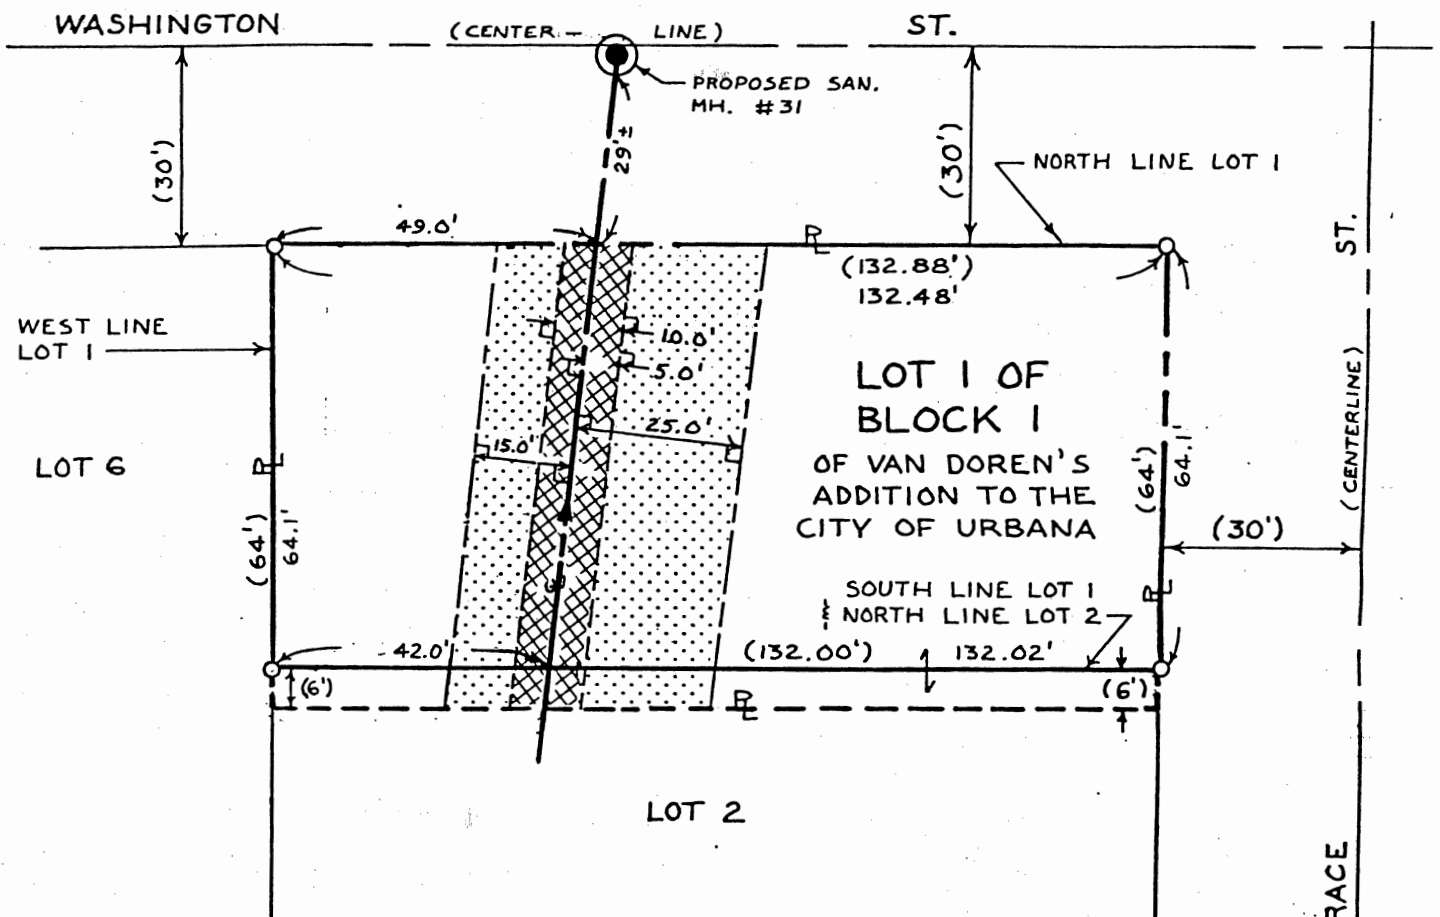 WASHINGTON (CENTER- LINE) ST.
PROPOSED SAN.
MH. #31
(30')
29'±
(30')
NORTH LINE LOT 1
ST.
49.0'
PL
(132.88')
132.48'
WEST LINE
LOT 1
10.0'
5.0'
LOT 1 OF
BLOCK 1
OF VAN DOREN'S
ADDITION TO THE
CITY OF URBANA
25.0'
15.0'
LOT 6
PL
(64')
64.1'
(64')
64.1'
(CENTERLINE)
(30')
PL
SOUTH LINE LOT 1
& NORTH LINE LOT 2
42.0'
(132.00') 132.02'
(6')
(6')
PL
LOT 2
RACE